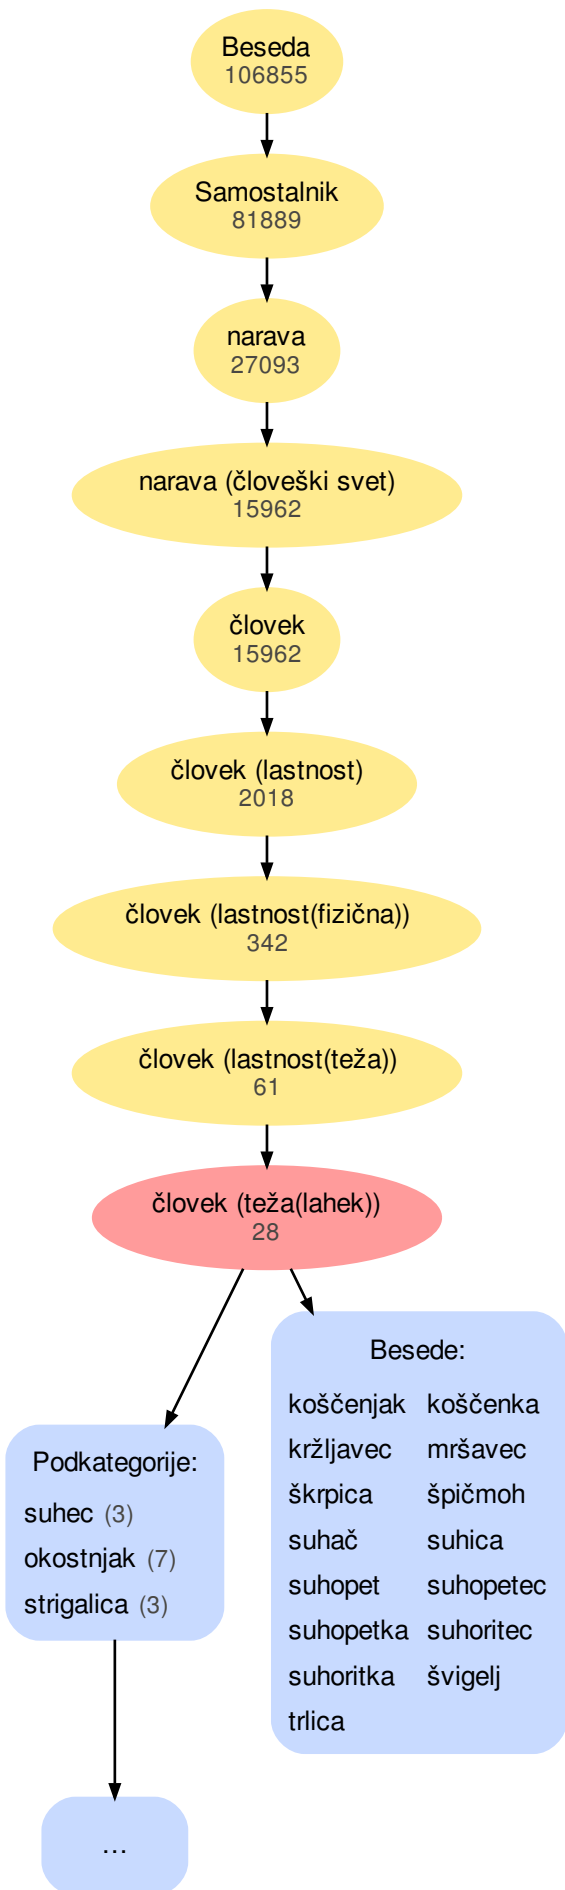 Beseda
106855
Samostalnik
81889
narava
27093
narava (človeški svet)
15962
človek
15962
človek (lastnost)
2018
človek (lastnost(fizična))
342
človek (lastnost(teža))
61
človek (teža(lahek))
28
Besede:
koščenjak koščenka
kržljavec mršavec
škrpica špičmoh
suhač suhica
suhopet suhopetec
suhopetka suhoritec
suhoritka švigelj
trlica
Podkategorije:
suhec (3)
okostnjak (7)
strigalica (3)
...